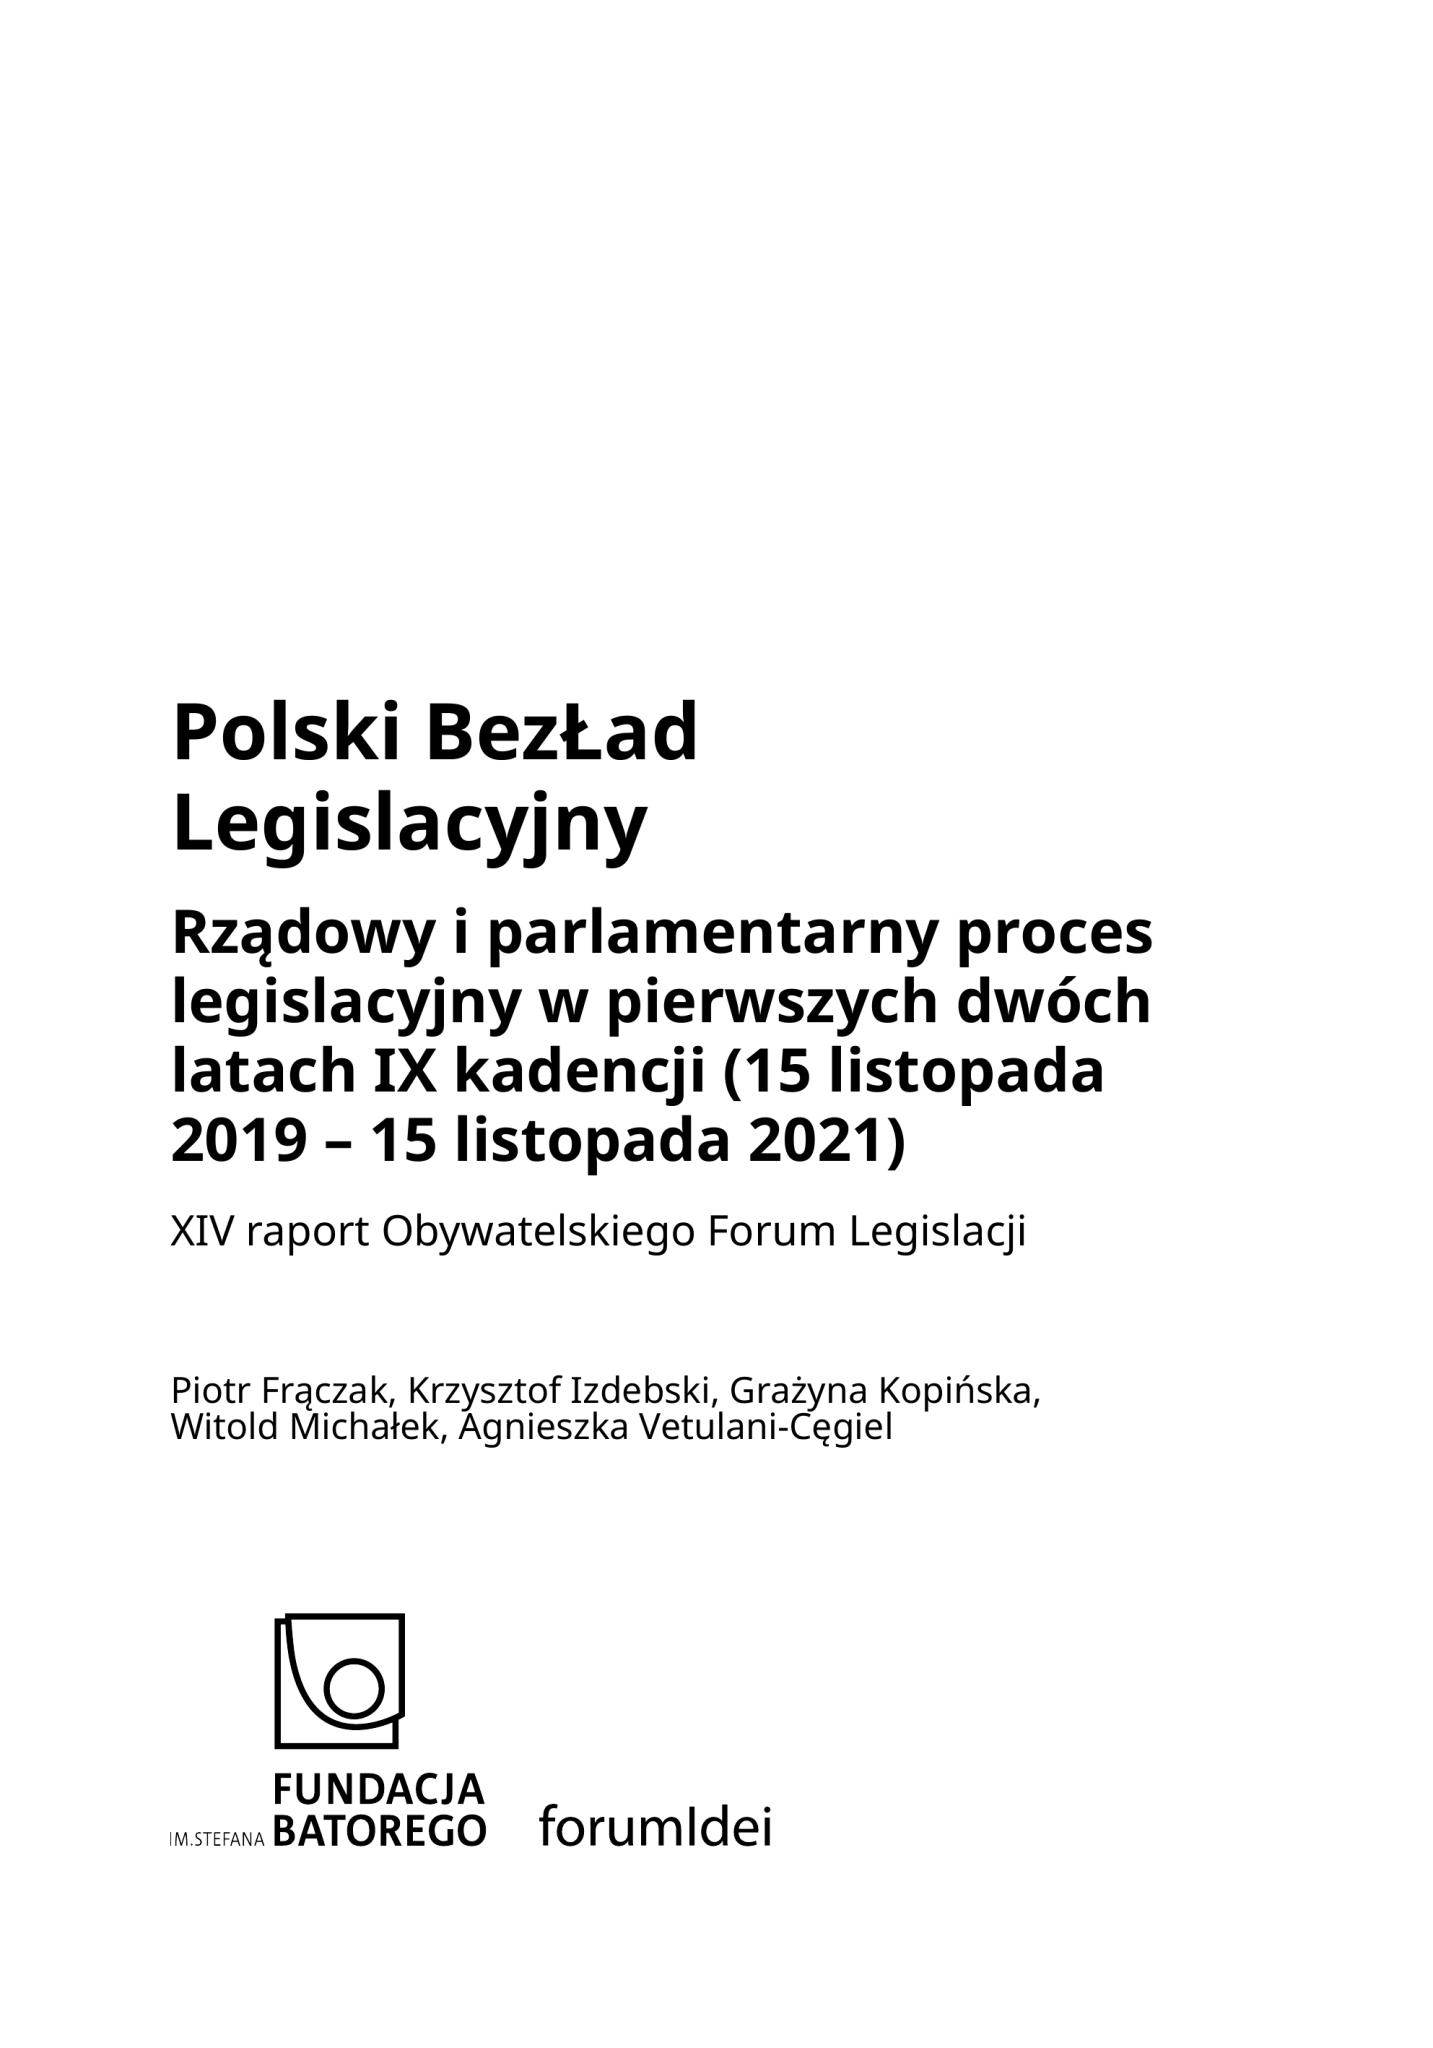 Polski BezŁad
Legislacyjny
Rządowy i parlamentarny proces
legislacyjny w pierwszych dwóch
latach IX kadencji (15 listopada
2019 – 15 listopada 2021)
XIV raport Obywatelskiego Forum Legislacji
Piotr Frączak, Krzysztof Izdebski, Grażyna Kopińska,
Witold Michałek, Agnieszka Vetulani-Cęgiel
FUNDACJA
IM.STEFANA BATOREGO
forumIdei